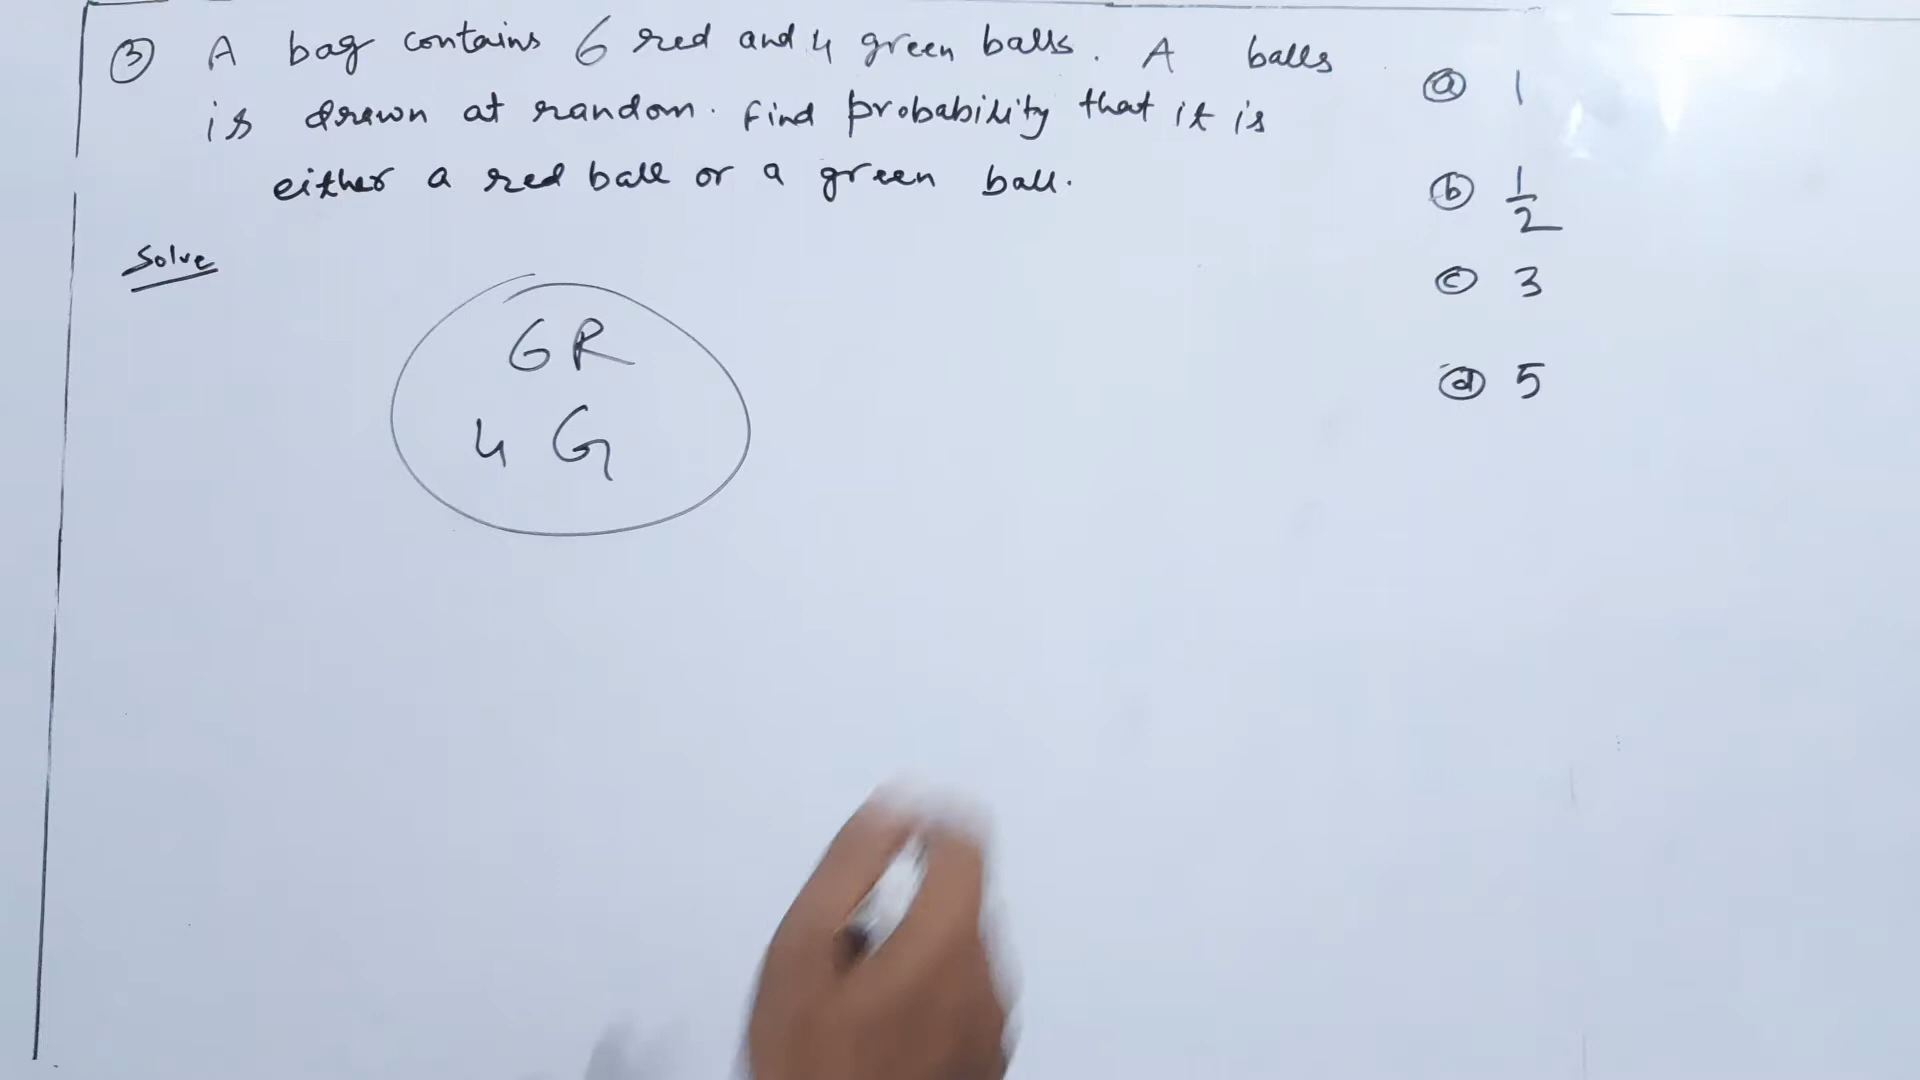 ③ A bag contains 6 red and 4 green balls. A balls
is drawn at random. Find probability that it is
either a red ball or a green ball.
Solve
6R
4 G
ⓐ 1
ⓑ 1/2
ⓒ 3
ⓓ 5